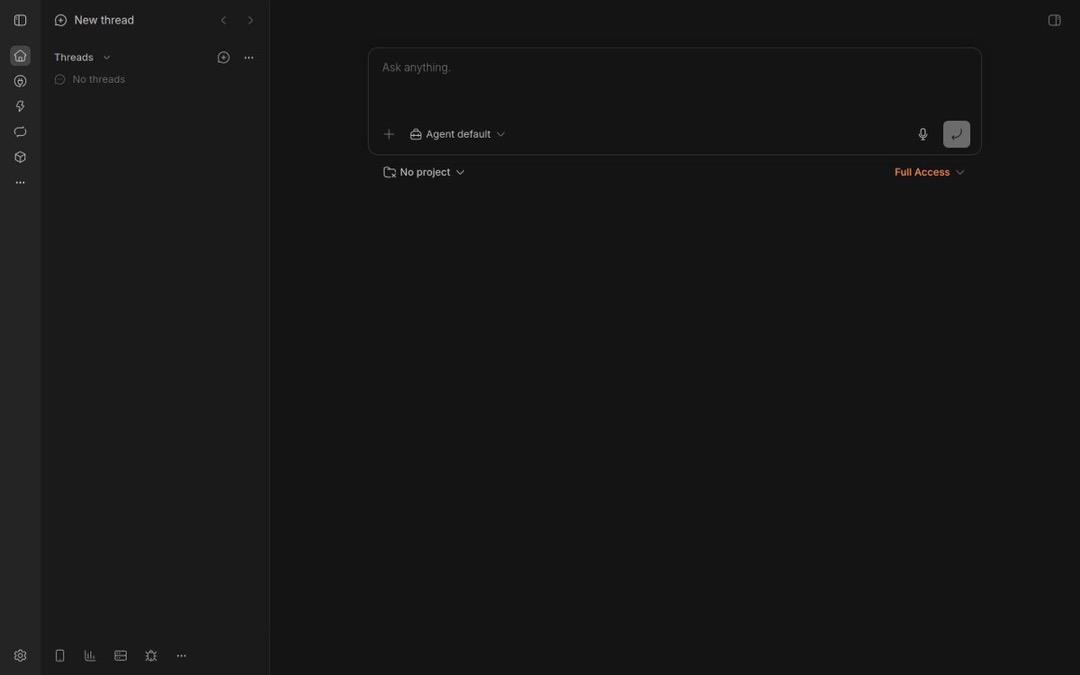 New thread
Threads
No threads
Ask anything.
Agent default
No project
Full Access